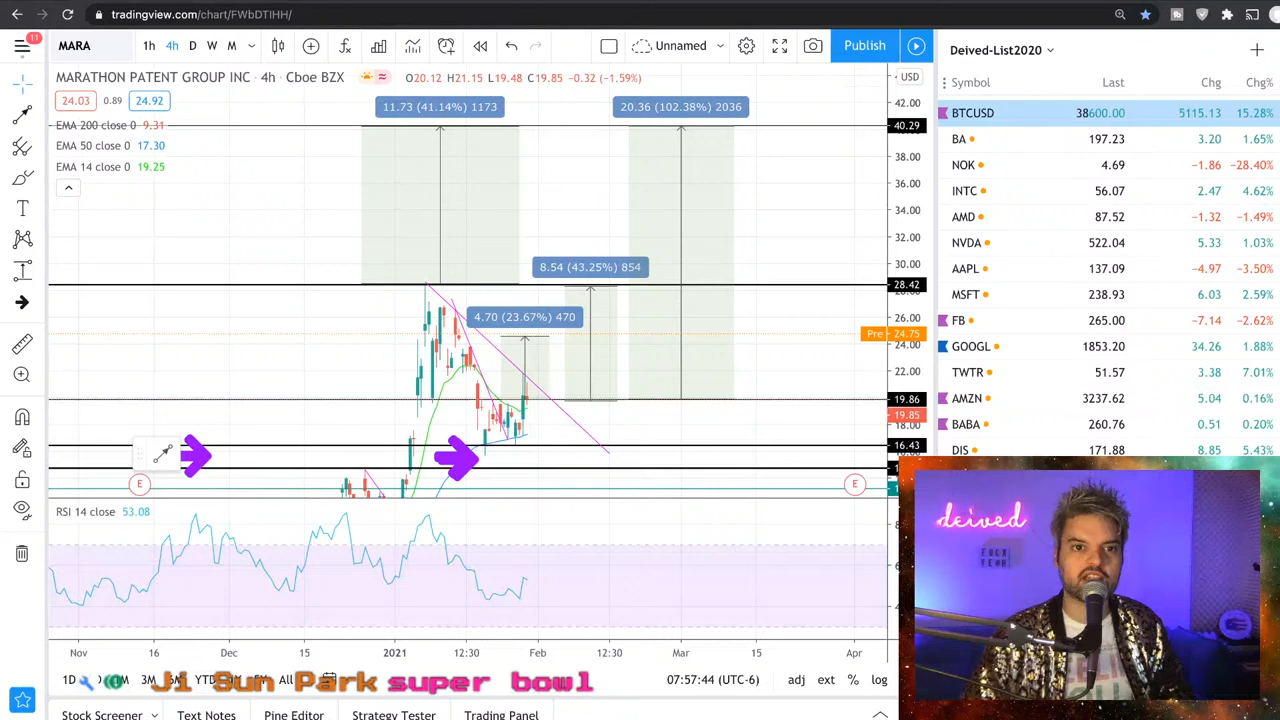 tradingview.com/chart/FWbDTIHH/
11
MARA
1h 4h D W M
Unnamed
Publish
Deived-List2020
MARATHON PATENT GROUP INC · 4h · Cboe BZX
O20.12 H21.15 L19.48 C19.85 −0.32 (−1.59%)
USD
24.03 0.89 24.92
EMA 200 close 0 9.31
EMA 50 close 0 17.30
EMA 14 close 0 19.25
11.73 (41.14%) 1173
20.36 (102.38%) 2036
8.54 (43.25%) 854
4.70 (23.67%) 470
42.00
40.29
38.00
36.00
34.00
32.00
30.00
28.42
26.00
Pre 24.75
24.00
22.00
19.86
19.85
18.00
16.43
E
E
RSI 14 close 53.08
Nov 16 Dec 15 2021 12:30 Feb 12:30 Mar 15 Apr
1D All
Ji Sun Park super bowl
07:57:44 (UTC-6)
adj ext % log
Stock Screener Text Notes Pine Editor Strategy Tester Trading Panel
Symbol Last Chg Chg%
BTCUSD 38600.00 5115.13 15.28%
BA 197.23 3.20 1.65%
NOK 4.69 −1.86 −28.40%
INTC 56.07 2.47 4.62%
AMD 87.52 −1.32 −1.49%
NVDA 522.04 5.33 1.03%
AAPL 137.09 −4.97 −3.50%
MSFT 238.93 6.03 2.59%
FB 265.00 −7.14 −2.62%
GOOGL 1853.20 34.26 1.88%
TWTR 51.57 3.38 7.01%
AMZN 3237.62 5.04 0.16%
BABA 260.76 0.51 0.20%
DIS 171.88 8.85 5.43%
deived